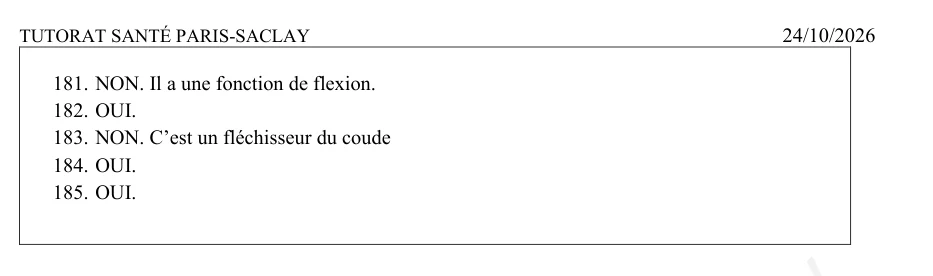 TUTORAT SANTÉ PARIS-SACLAY 24/10/2026
181. NON. Il a une fonction de flexion.
182. OUI.
183. NON. C’est un fléchisseur du coude
184. OUI.
185. OUI.